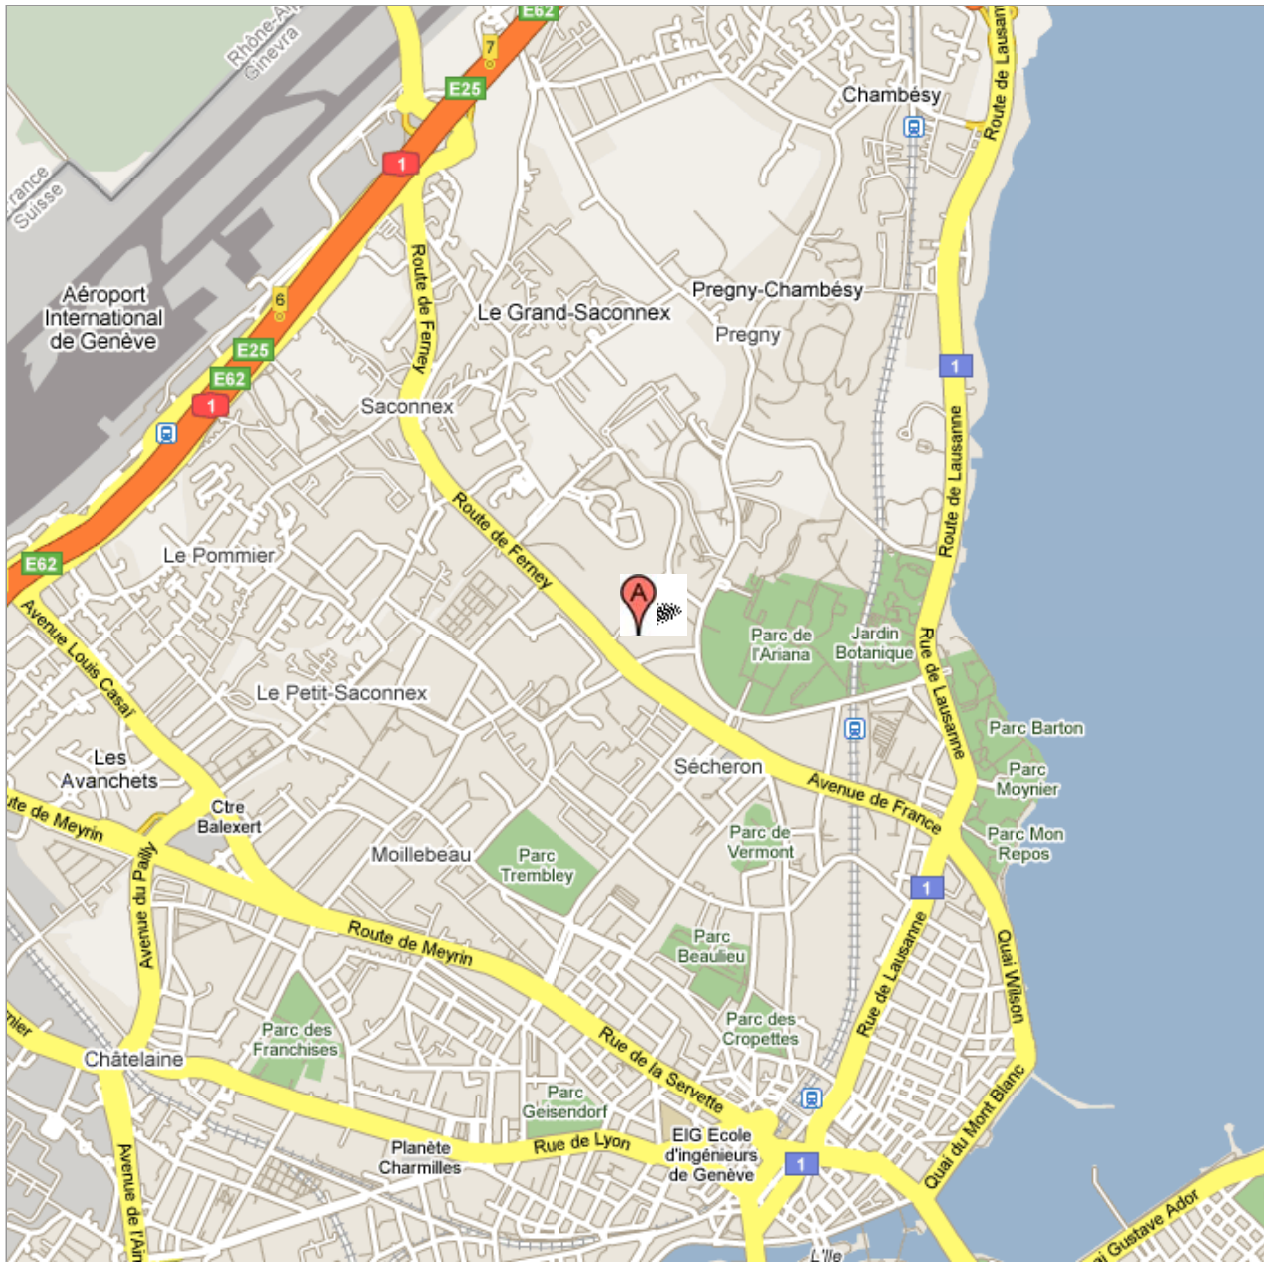 E62
Rhône-Al
Ginevra
7
E25
1
Route de Lausann
Chambésy
rance
Suisse
Route de Ferney
Aéroport
International
de Genève
6
Pregny-Chambésy
Le Grand-Saconnex
Pregny
E25
E62
1
1
Saconnex
Route de Lausanne
Route de Ferney
Le Pommier
E62
A
Avenue Louis Casaï
Parc de
l'Ariana
Jardin
Botanique
Rue de Lausanne
Le Petit-Saconnex
Parc Barton
Les
Avanchets
Sécheron
Parc
Moynier
Avenue de France
ute de Meyrin
Ctre
Balexert
Parc de
Vermont
Parc Mon
Repos
Moillebeau
Parc
Trembley
1
Avenue du Pailly
Route de Meyrin
Parc
Beaulieu
Rue de Lausanne
Quai Wilson
nier
Parc des
Franchises
Parc des
Cropettes
Châtelaine
Rue de la Servette
Parc
Geisendorf
Quai du Mont Blanc
Planète
Charmilles
Rue de Lyon
EIG Ecole
d'ingénieurs
de Genève
1
Avenue de l'Ain
ai Gustave Ador
L'Ile